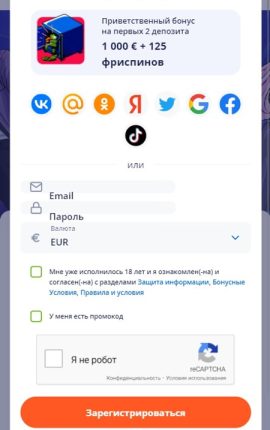 Приветственный бонус
на первых 2 депозита
1 000 € + 125
фриспинов
или
Email
Пароль
Валюта
€ EUR
Мне уже исполнилось 18 лет и я ознакомлен(-на) и
согласен(-на) с разделами Защита информации, Бонусные
Условия, Правила и условия
У меня есть промокод
Я не робот
reCAPTCHA
Конфиденциальность - Условия использования
Зарегистрироваться